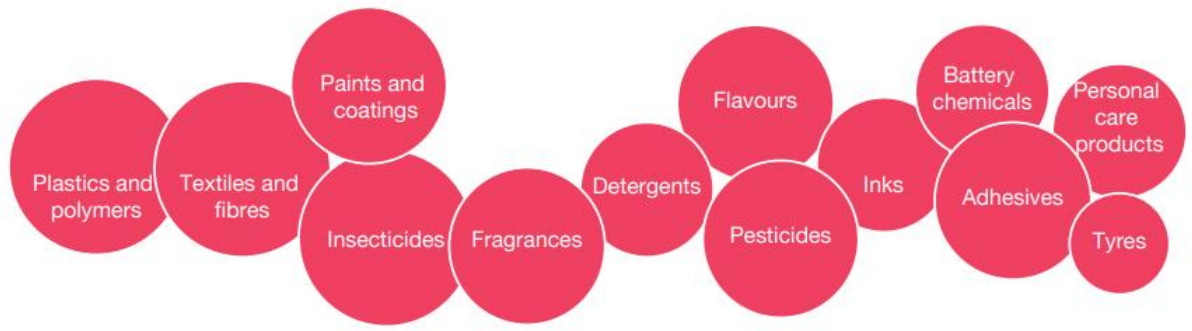 Plastics and
polymers
Textiles and
fibres
Paints and
coatings
Insecticides
Fragrances
Detergents
Flavours
Pesticides
Inks
Battery
chemicals
Adhesives
Personal
care
products
Tyres